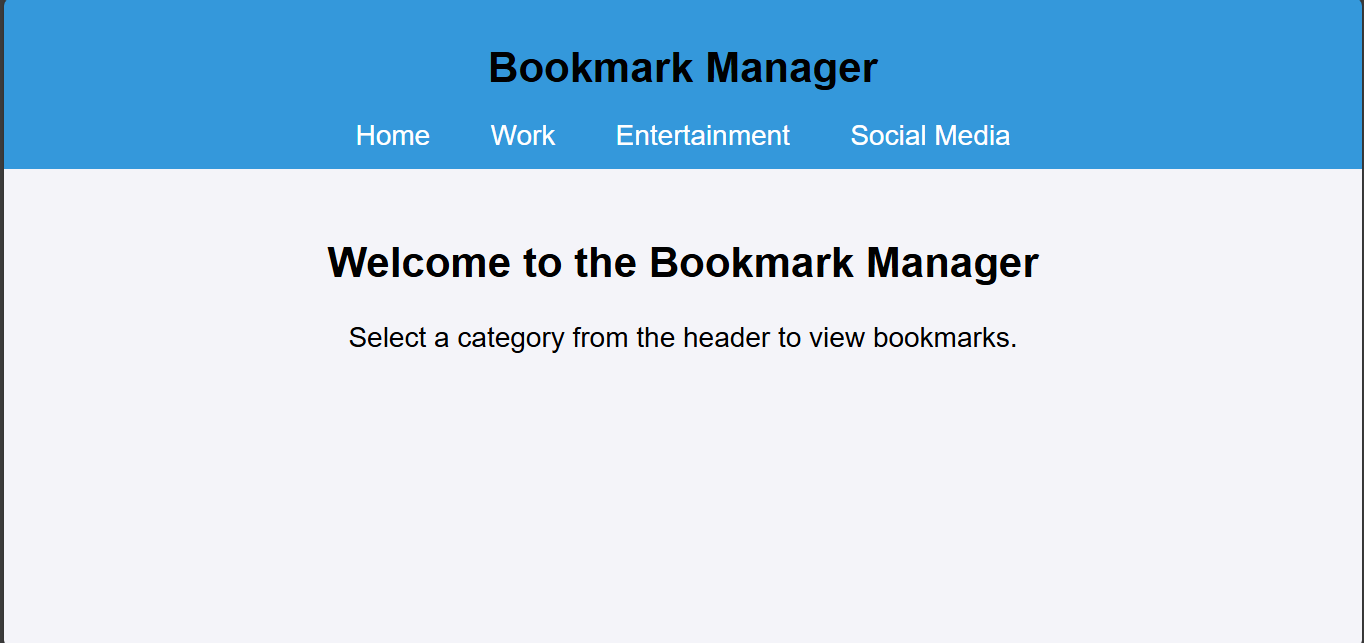 Bookmark Manager
Home Work Entertainment Social Media
Welcome to the Bookmark Manager
Select a category from the header to view bookmarks.